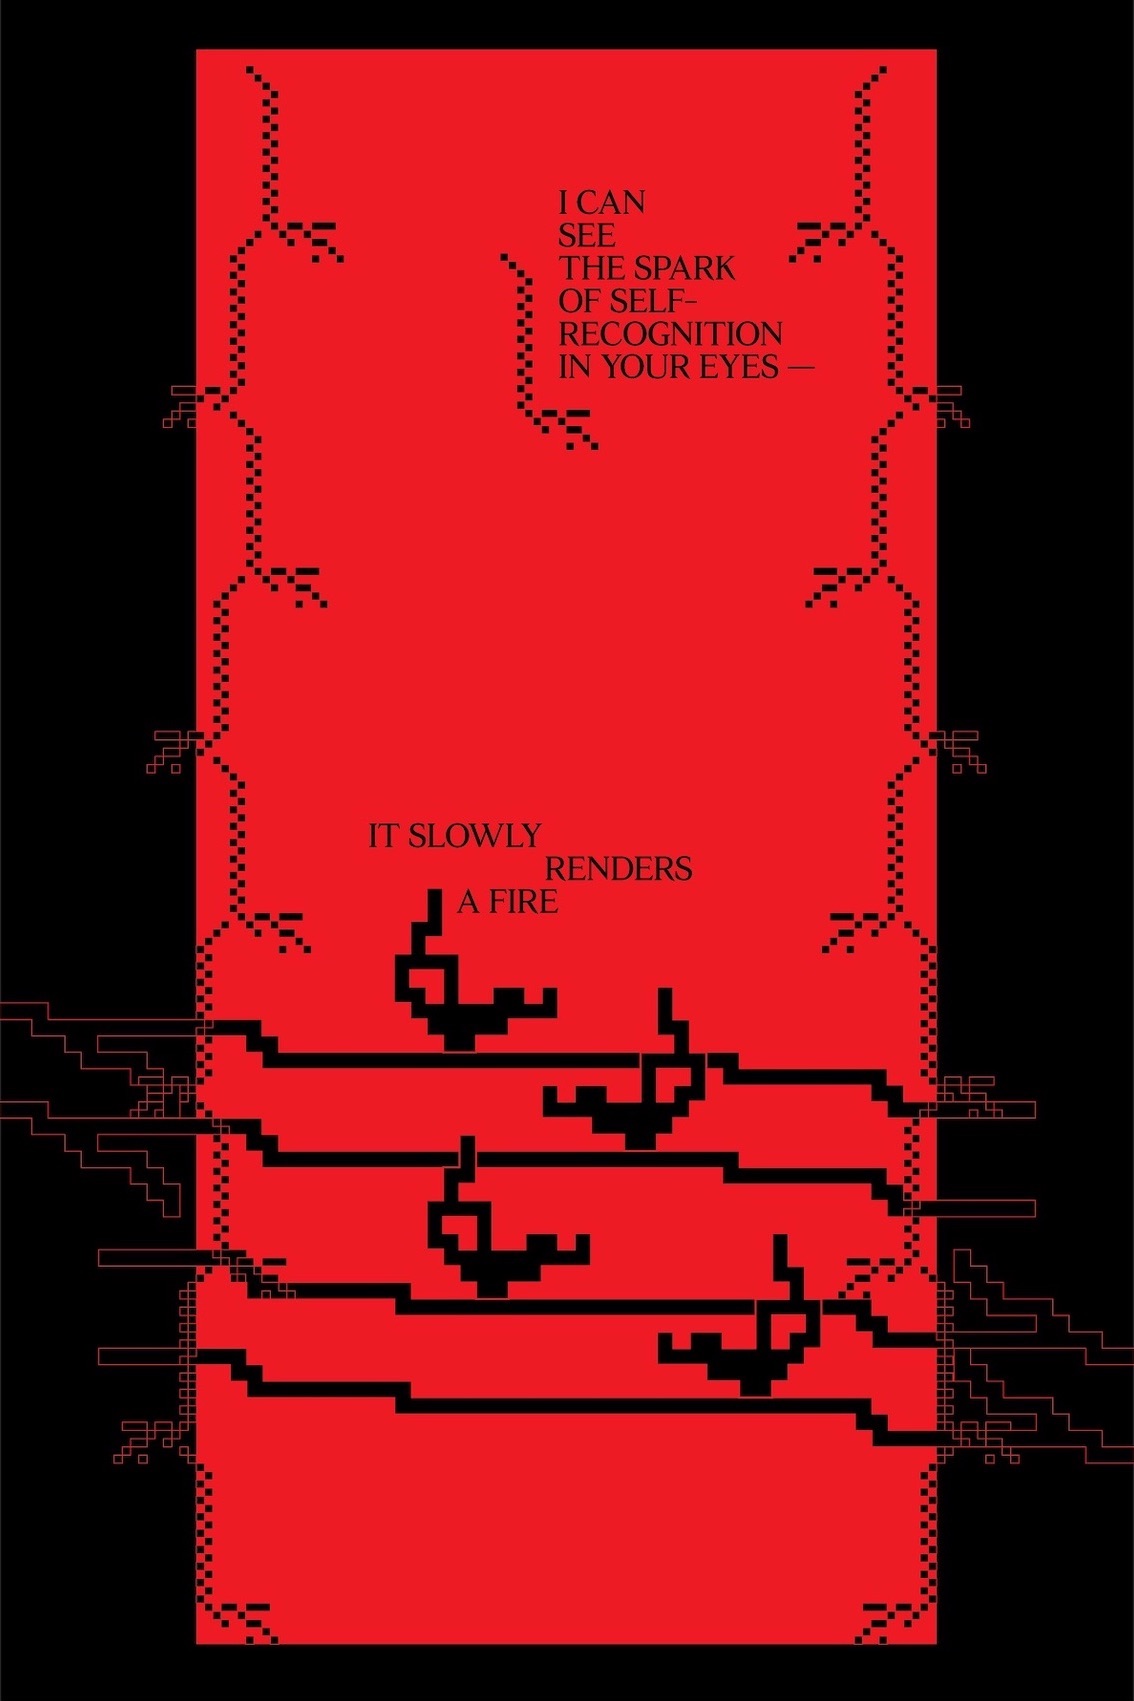 I CAN
SEE
THE SPARK
OF SELF-
RECOGNITION
IN YOUR EYES —
IT SLOWLY
RENDERS
A FIRE